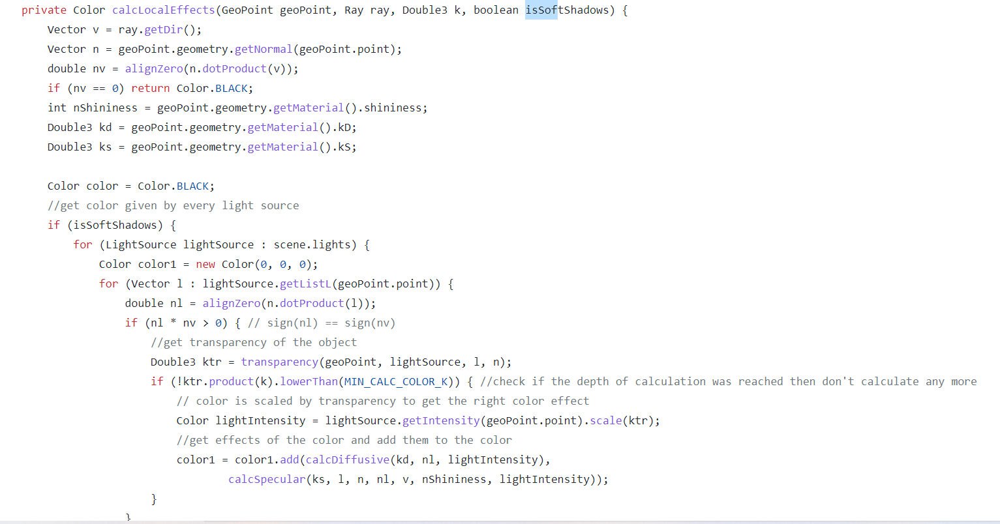 private Color calcLocalEffects(GeoPoint geoPoint, Ray ray, Double3 k, boolean isSoftShadows) {
Vector v = ray.getDir();
Vector n = geoPoint.geometry.getNormal(geoPoint.point);
double nv = alignZero(n.dotProduct(v));
if (nv == 0) return Color.BLACK;
int nShininess = geoPoint.geometry.getMaterial().shininess;
Double3 kd = geoPoint.geometry.getMaterial().kD;
Double3 ks = geoPoint.geometry.getMaterial().kS;
Color color = Color.BLACK;
//get color given by every light source
if (isSoftShadows) {
for (LightSource lightSource : scene.lights) {
Color color1 = new Color(0, 0, 0);
for (Vector l : lightSource.getListL(geoPoint.point)) {
double nl = alignZero(n.dotProduct(l));
if (nl * nv > 0) { // sign(nl) == sign(nv)
//get transparency of the object
Double3 ktr = transparency(geoPoint, lightSource, l, n);
if (!ktr.product(k).lowerThan(MIN_CALC_COLOR_K)) { //check if the depth of calculation was reached then don't calculate any more
// color is scaled by transparency to get the right color effect
Color lightIntensity = lightSource.getIntensity(geoPoint.point).scale(ktr);
//get effects of the color and add them to the color
color1 = color1.add(calcDiffusive(kd, nl, lightIntensity),
calcSpecular(ks, l, n, nl, v, nShininess, lightIntensity));
}
}